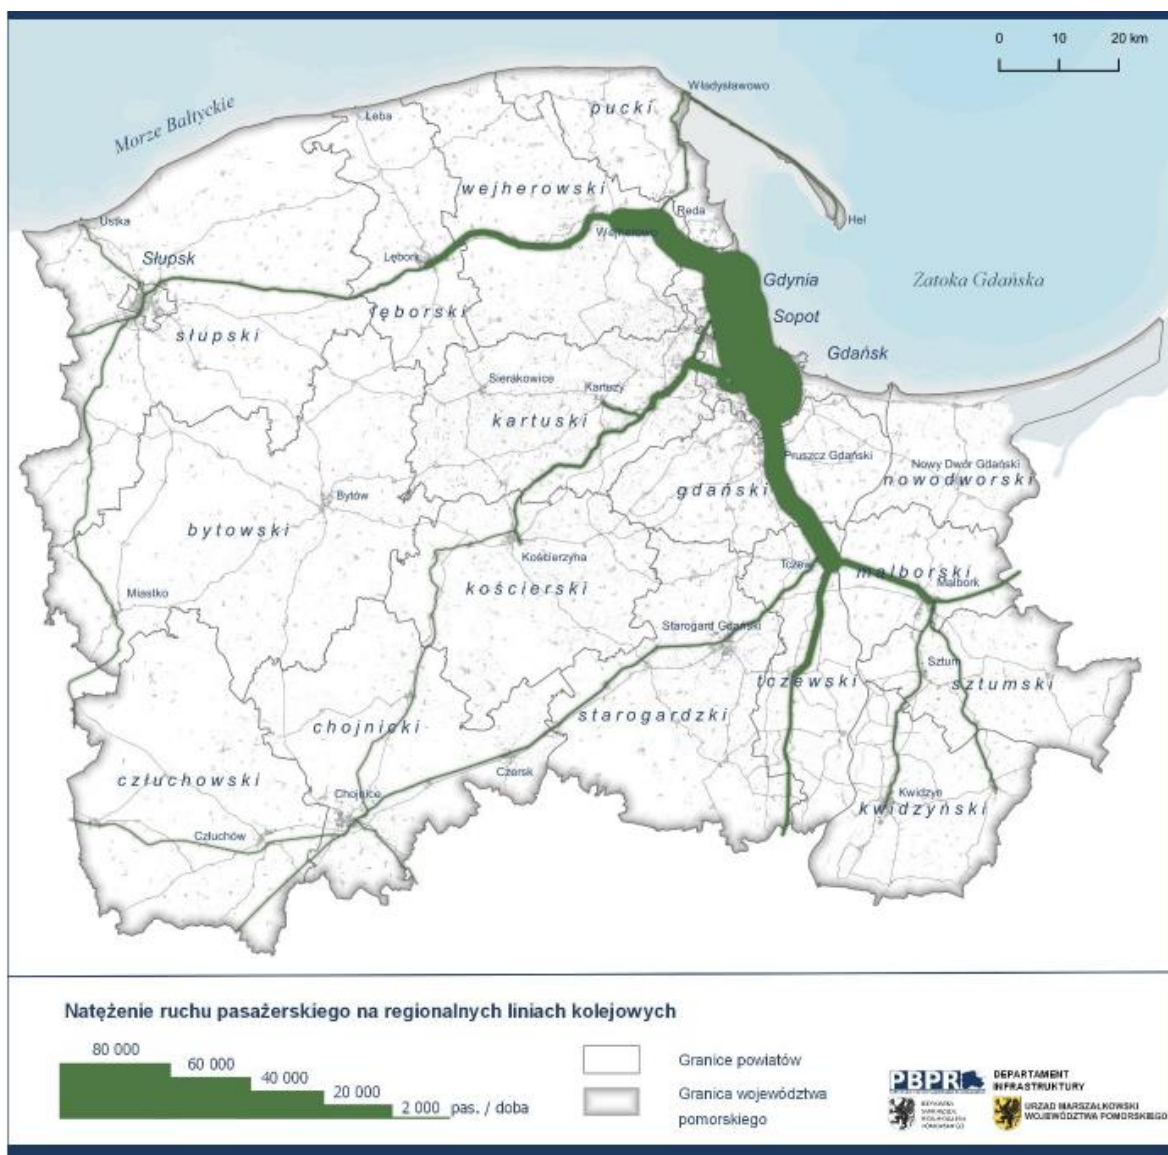 0 10 20 km
Władysławowo
pucki
Morze Bałtyckie
Łeba
wejherowski
Reda
Hel
Ustka
Wejherowo
Słupsk
Lębork
Gdynia
Zatoka Gdańska
lęborski
Sopot
słupski
Gdańsk
Sierakowice
Kartuzy
kartuski
Pruszcz Gdański
Nowy Dwór Gdański
nowodworski
gdański
Bytów
bytowski
Kościerzyna
Tczew
malborski
Malbork
kościerski
Miastko
Starogard Gdański
Sztum
tczewski
sztumski
starogardzki
chojnicki
Czersk
człuchowski
Chojnice
Kwidzyn
kwidzyński
Człuchów
Natężenie ruchu pasażerskiego na regionalnych liniach kolejowych
80 000
60 000
40 000
20 000
2 000 pas. / doba
Granice powiatów
Granica województwa
pomorskiego
PBPR
DEPARTAMENT
INFRASTRUKTURY
URZĄD MARSZAŁKOWSKI
WOJEWÓDZTWA POMORSKIEGO